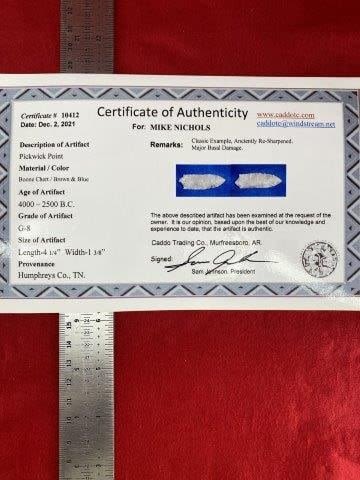 Certificate # 10412
Date: Dec. 2, 2021
Certificate of Authenticity
For: MIKE NICHOLS
www.caddotc.com
caddotc@windstream.net
Description of Artifact
Pickwick Point
Material / Color
Boone Chert / Brown & Blue
Age of Artifact
4000 – 2500 B.C.
Grade of Artifact
G-8
Size of Artifact
Length-4 1/4" Width-1 3/8"
Provenance
Humphreys Co., TN.
Remarks: Classic Example, Anciently Re-Sharpened.
Major Basal Damage.
The above described artifact has been examined at the request of the
owner. It is our opinion, based upon the best of our knowledge and
experience to date, that the artifact is authentic.
Caddo Trading Co., Murfreesboro, AR.
Signed:
Sam Johnson, President